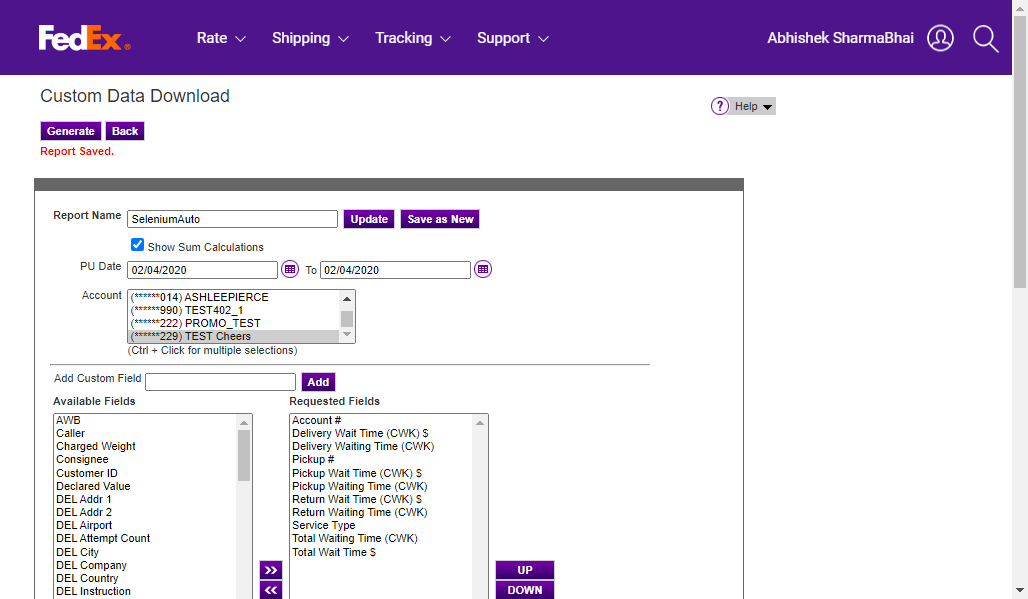 FedEx® Rate Shipping Tracking Support Abhishek SharmaBhai
Custom Data Download
? Help
Generate Back
Report Saved.
Report Name SeleniumAuto Update Save as New
Show Sum Calculations
PU Date 02/04/2020 To 02/04/2020
Account (******014) ASHLEEPIERCE
(******990) TEST402_1
(******222) PROMO_TEST
(******229) TEST Cheers
(Ctrl + Click for multiple selections)
Add Custom Field Add
Available Fields Requested Fields
AWB Account #
Caller Delivery Wait Time (CWK) $
Charged Weight Delivery Waiting Time (CWK)
Consignee Pickup #
Customer ID Pickup Wait Time (CWK) $
Declared Value Pickup Waiting Time (CWK)
DEL Addr 1 Return Wait Time (CWK) $
DEL Addr 2 Return Waiting Time (CWK)
DEL Airport Service Type
DEL Attempt Count Total Waiting Time (CWK)
DEL City Total Wait Time $
DEL Company
>> UP
DEL Country
DEL Instruction << DOWN